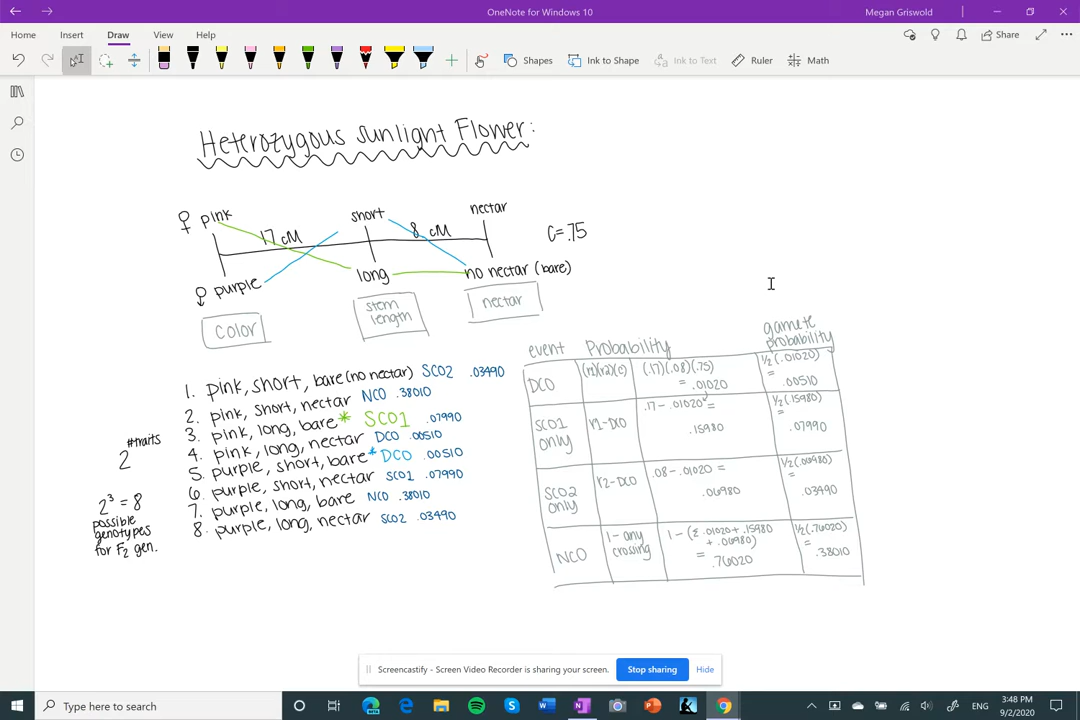 OneNote for Windows 10
Megan Griswold
Home
Insert
Draw
View
Help
Share
Shapes
Ink to Shape
Ink to Text
Ruler
Math
Heterozygous sunlight Flower:
♀ pink
short
nectar
17 cM
8 cM
C=.75
♀ purple
long
no nectar (bare)
color
stem
length
nectar
1. pink, short, bare (no nectar) SCO2 .03490
2. pink, short, nectar NCO .38010
3. pink, long, bare * SCO1 .07990
4. pink, long, nectar DCO .00510
5. purple, short, bare * DCO .00510
6. purple, short, nectar SCO1 .07990
7. purple, long, bare NCO .38010
8. purple, long, nectar SCO2 .03490
2 #traits
2³ = 8
possible
genotypes
for F2 gen.
event
Probability
gamete
probability
DCO
(r1)(r2)(c)
(.17)(.08)(.75)
= .01020
½(.01020)
=
.00510
SCO1
only
r1-DCO
.17 - .01020 =
.15980
½(.15980)
=
.07990
SCO2
only
r2-DCO
.08 - .01020 =
.06980
½(.06980)
=
.03490
NCO
1 - any
crossing
1 - (Σ .01020 + .15980
+ .06980)
= .76020
½(.76020)
=
.38010
Screencastify - Screen Video Recorder is sharing your screen.
Stop sharing
Hide
Type here to search
ENG
3:48 PM
9/2/2020